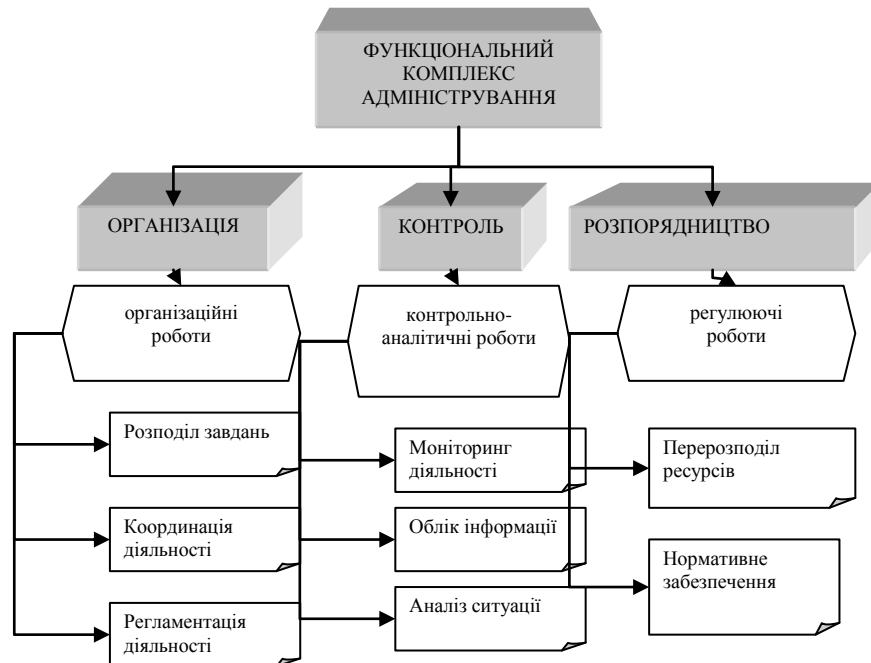 ФУНКЦІОНАЛЬНИЙ
КОМПЛЕКС
АДМІНІСТРУВАННЯ
ОРГАНІЗАЦІЯ
КОНТРОЛЬ
РОЗПОРЯДНИЦТВО
організаційні
роботи
контрольно-
аналітичні роботи
регулюючі
роботи
Розподіл завдань
Координація
діяльності
Регламентація
діяльності
Моніторинг
діяльності
Облік інформації
Аналіз ситуації
Перерозподіл
ресурсів
Нормативне
забезпечення